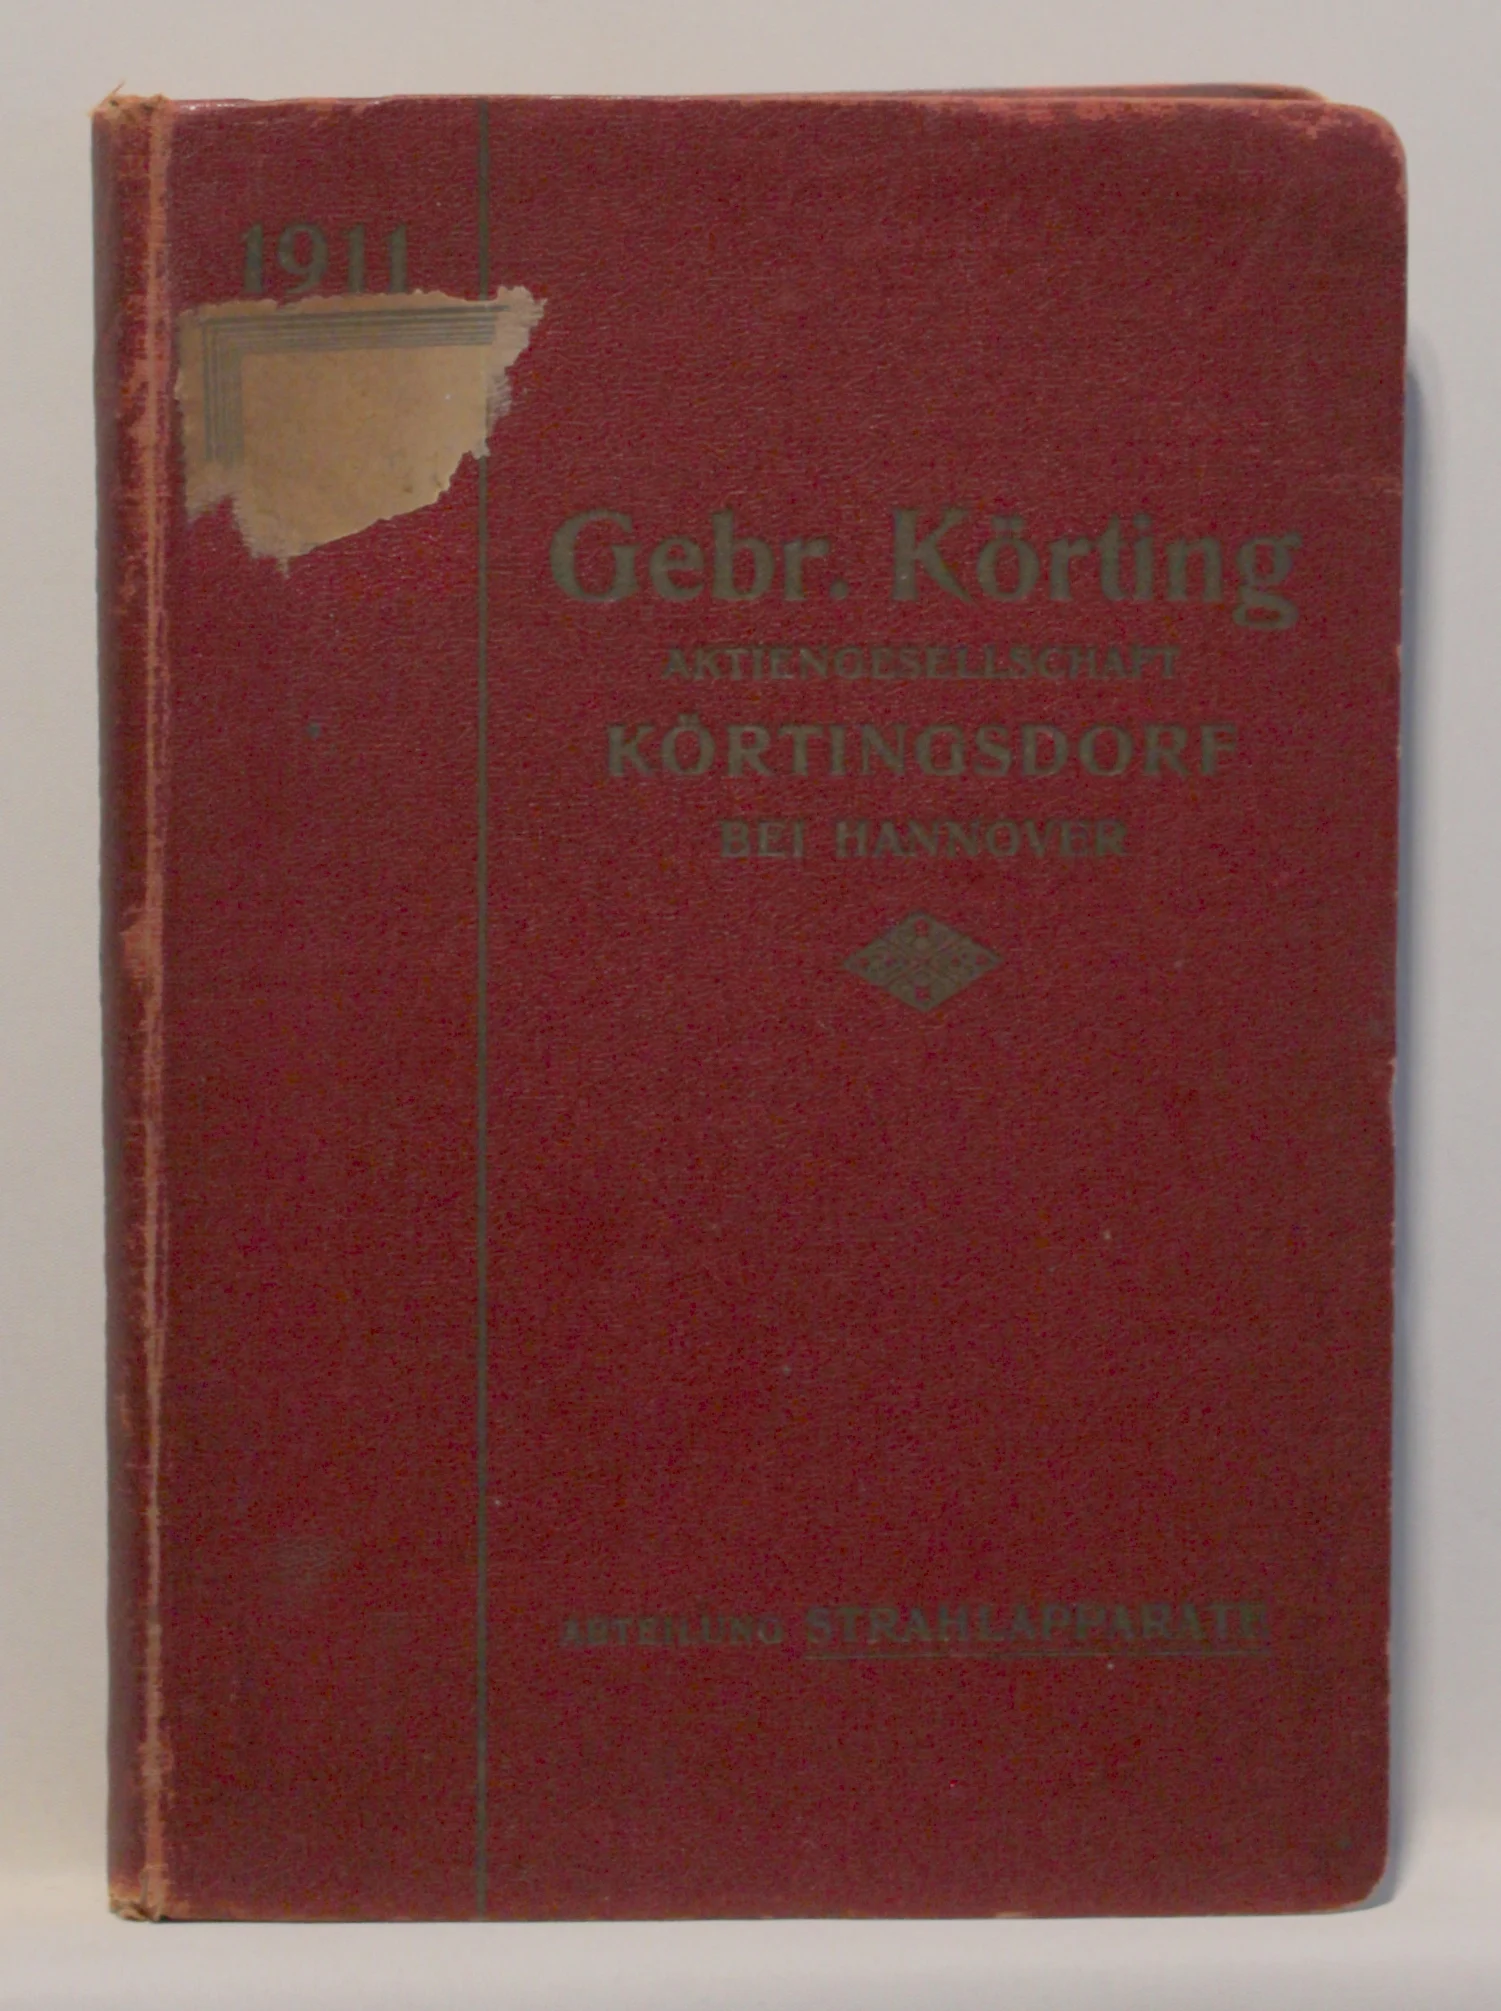 1911
Gebr. Körting
AKTIENGESELLSCHAFT
KÖRTINGSDORF
BEI HANNOVER
ABTEILUNG STRAHLAPPARATE